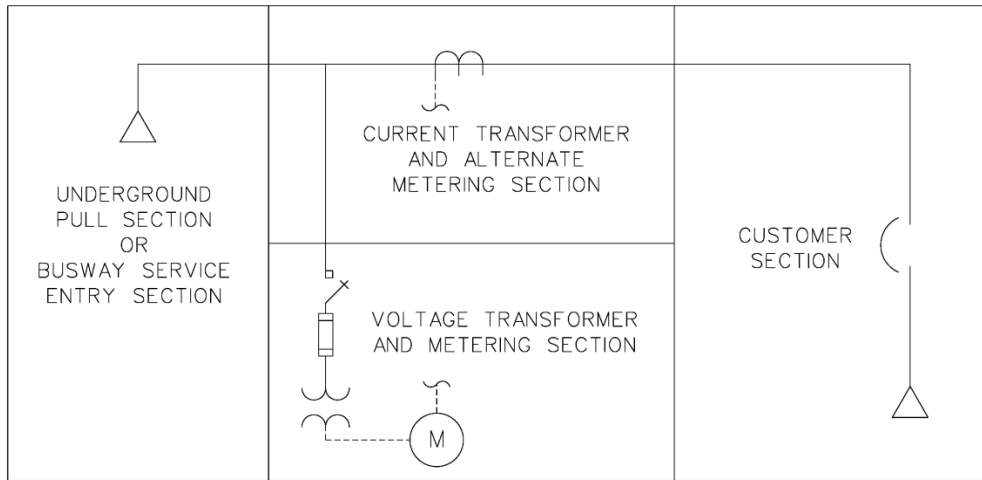 CURRENT TRANSFORMER
AND ALTERNATE
METERING SECTION
UNDERGROUND
PULL SECTION
OR
BUSWAY SERVICE
ENTRY SECTION
CUSTOMER
SECTION
VOLTAGE TRANSFORMER
AND METERING SECTION
M